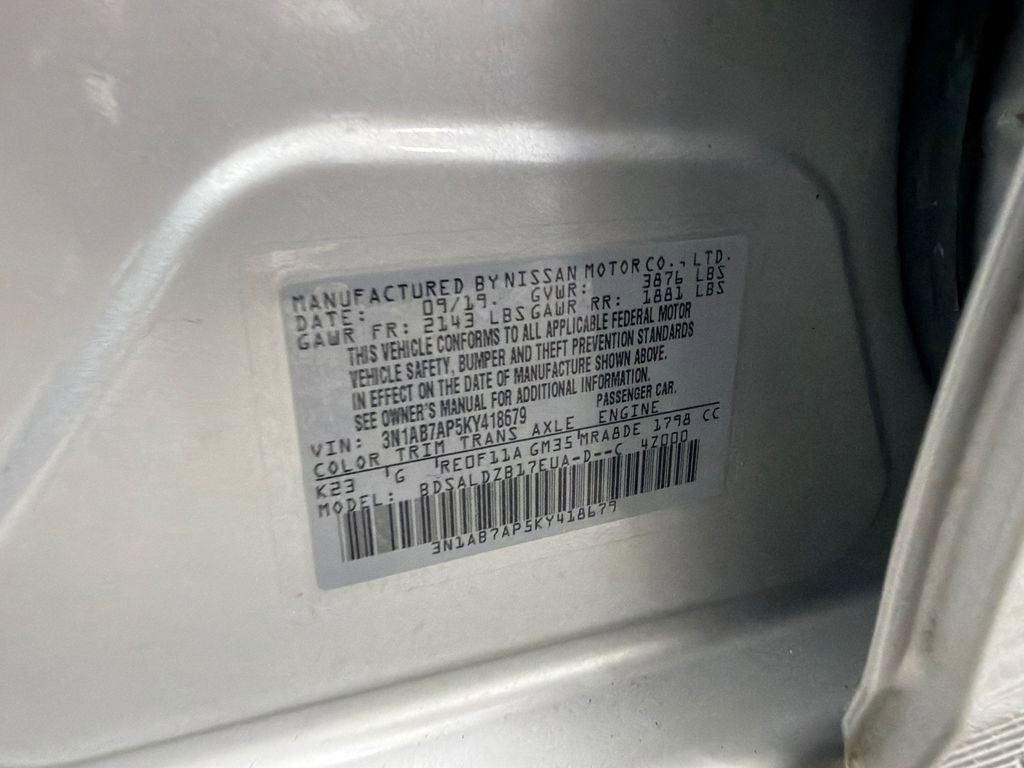 MANUFACTURED BY NISSAN MOTOR CO., LTD.
DATE: 09/19. GVWR: 3876 LBS
GAWR FR: 2143 LBS GAWR RR: 1881 LBS
THIS VEHICLE CONFORMS TO ALL APPLICABLE FEDERAL MOTOR
VEHICLE SAFETY, BUMPER AND THEFT PREVENTION STANDARDS
IN EFFECT ON THE DATE OF MANUFACTURE SHOWN ABOVE.
SEE OWNER'S MANUAL FOR ADDITIONAL INFORMATION.
VIN: 3N1AB7AP5KY418679 PASSENGER CAR.
COLOR TRIM TRANS AXLE ENGINE
K23 G RE0F11A GM35 MRA8DE 1798 CC
MODEL: BDSALDZB17EUA-D--C 4Z000
3N1AB7AP5KY418679